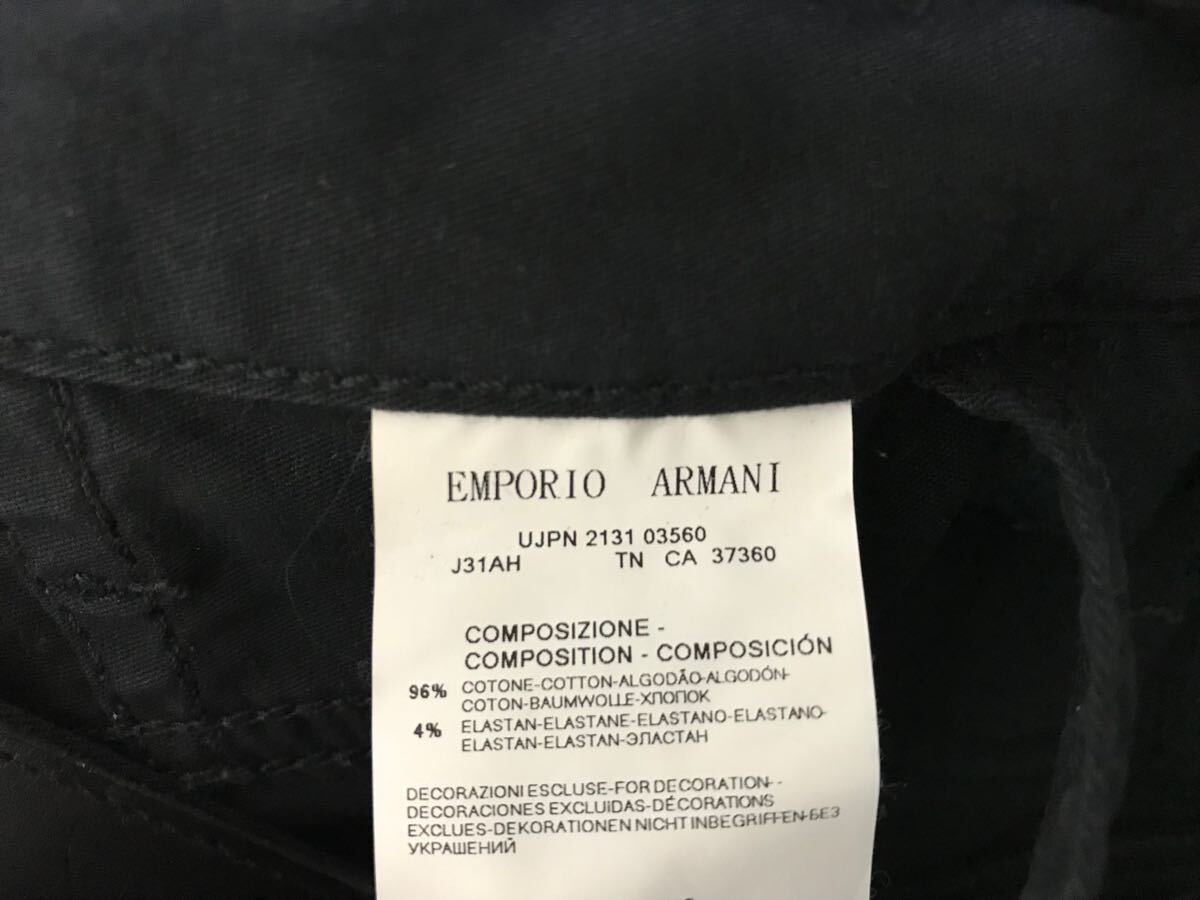 EMPORIO ARMANI
UJPN 2131 03560
J31AH TN CA 37360
COMPOSIZIONE -
COMPOSITION - COMPOSICIÓN
96% COTONE-COTTON-ALGODÃO-ALGODÓN-
COTON-BAUMWOLLE-ХЛОПОК
4% ELASTAN-ELASTANE-ELASTANO-ELASTANO-
ELASTAN-ELASTAN-ЭЛАСТАН
DECORAZIONI ESCLUSE-FOR DECORATION- -
DECORACIONES EXCLUIDAS-DÉCORATIONS
EXCLUES-DEKORATIONEN NICHT INBEGRIFFEN-БЕЗ
УКРАШЕНИЙ